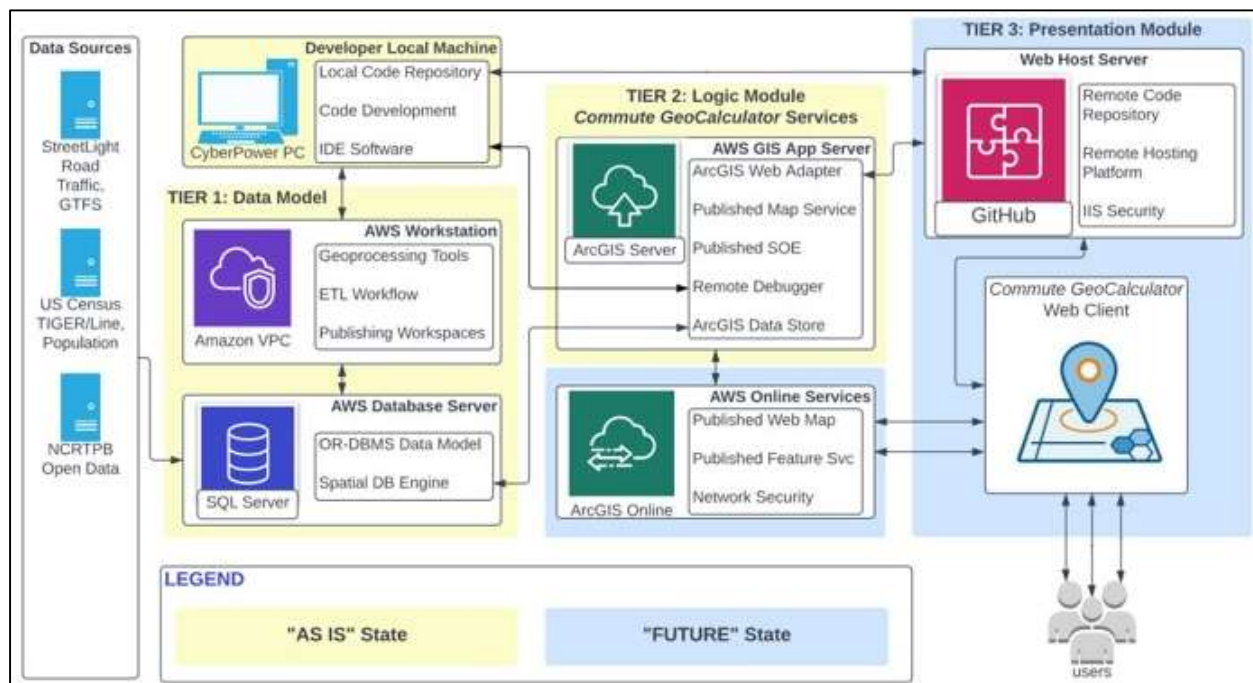 Data Sources
StreetLight
Road
Traffic,
GTFS
US Census
TIGER/Line,
Population
NCRTPB
Open Data
Developer Local Machine
CyberPower PC
Local Code Repository
Code Development
IDE Software
TIER 1: Data Model
AWS Workstation
Amazon VPC
Geoprocessing Tools
ETL Workflow
Publishing Workspaces
AWS Database Server
SQL Server
OR-DBMS Data Model
Spatial DB Engine
TIER 2: Logic Module
Commute GeoCalculator Services
AWS GIS App Server
ArcGIS Server
ArcGIS Web Adapter
Published Map Service
Published SOE
Remote Debugger
ArcGIS Data Store
AWS Online Services
ArcGIS Online
Published Web Map
Published Feature Svc
Network Security
TIER 3: Presentation Module
Web Host Server
GitHub
Remote Code
Repository
Remote Hosting
Platform
IIS Security
Commute GeoCalculator
Web Client
users
LEGEND
"AS IS" State
"FUTURE" State